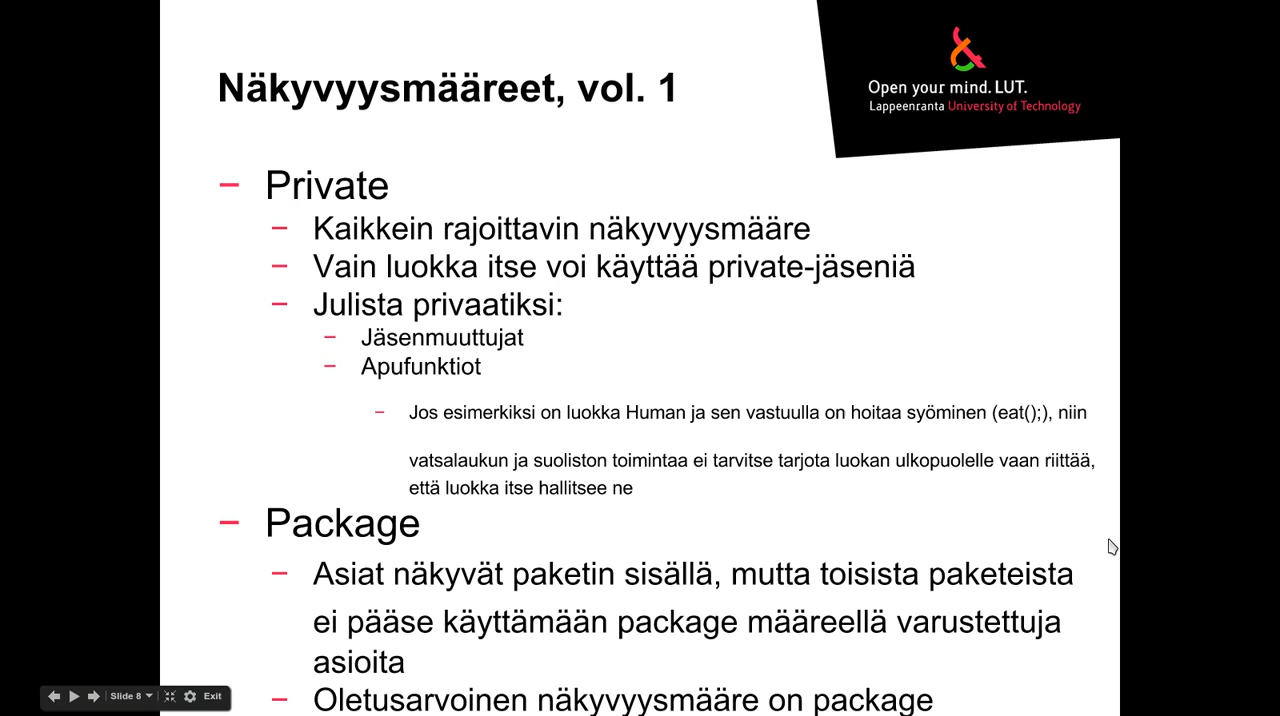 Näkyvyysmääreet, vol. 1
Open your mind. LUT.
Lappeenranta University of Technology
– Private
– Kaikkein rajoittavin näkyvyysmääre
– Vain luokka itse voi käyttää private-jäseniä
– Julista privaatiksi:
– Jäsenmuuttujat
– Apufunktiot
– Jos esimerkiksi on luokka Human ja sen vastuulla on hoitaa syöminen (eat();), niin
vatsalaukun ja suoliston toimintaa ei tarvitse tarjota luokan ulkopuolelle vaan riittää,
että luokka itse hallitsee ne
– Package
– Asiat näkyvät paketin sisällä, mutta toisista paketeista
ei pääse käyttämään package määreellä varustettuja
asioita
– Oletusarvoinen näkyvyysmääre on package
Slide 8 Exit